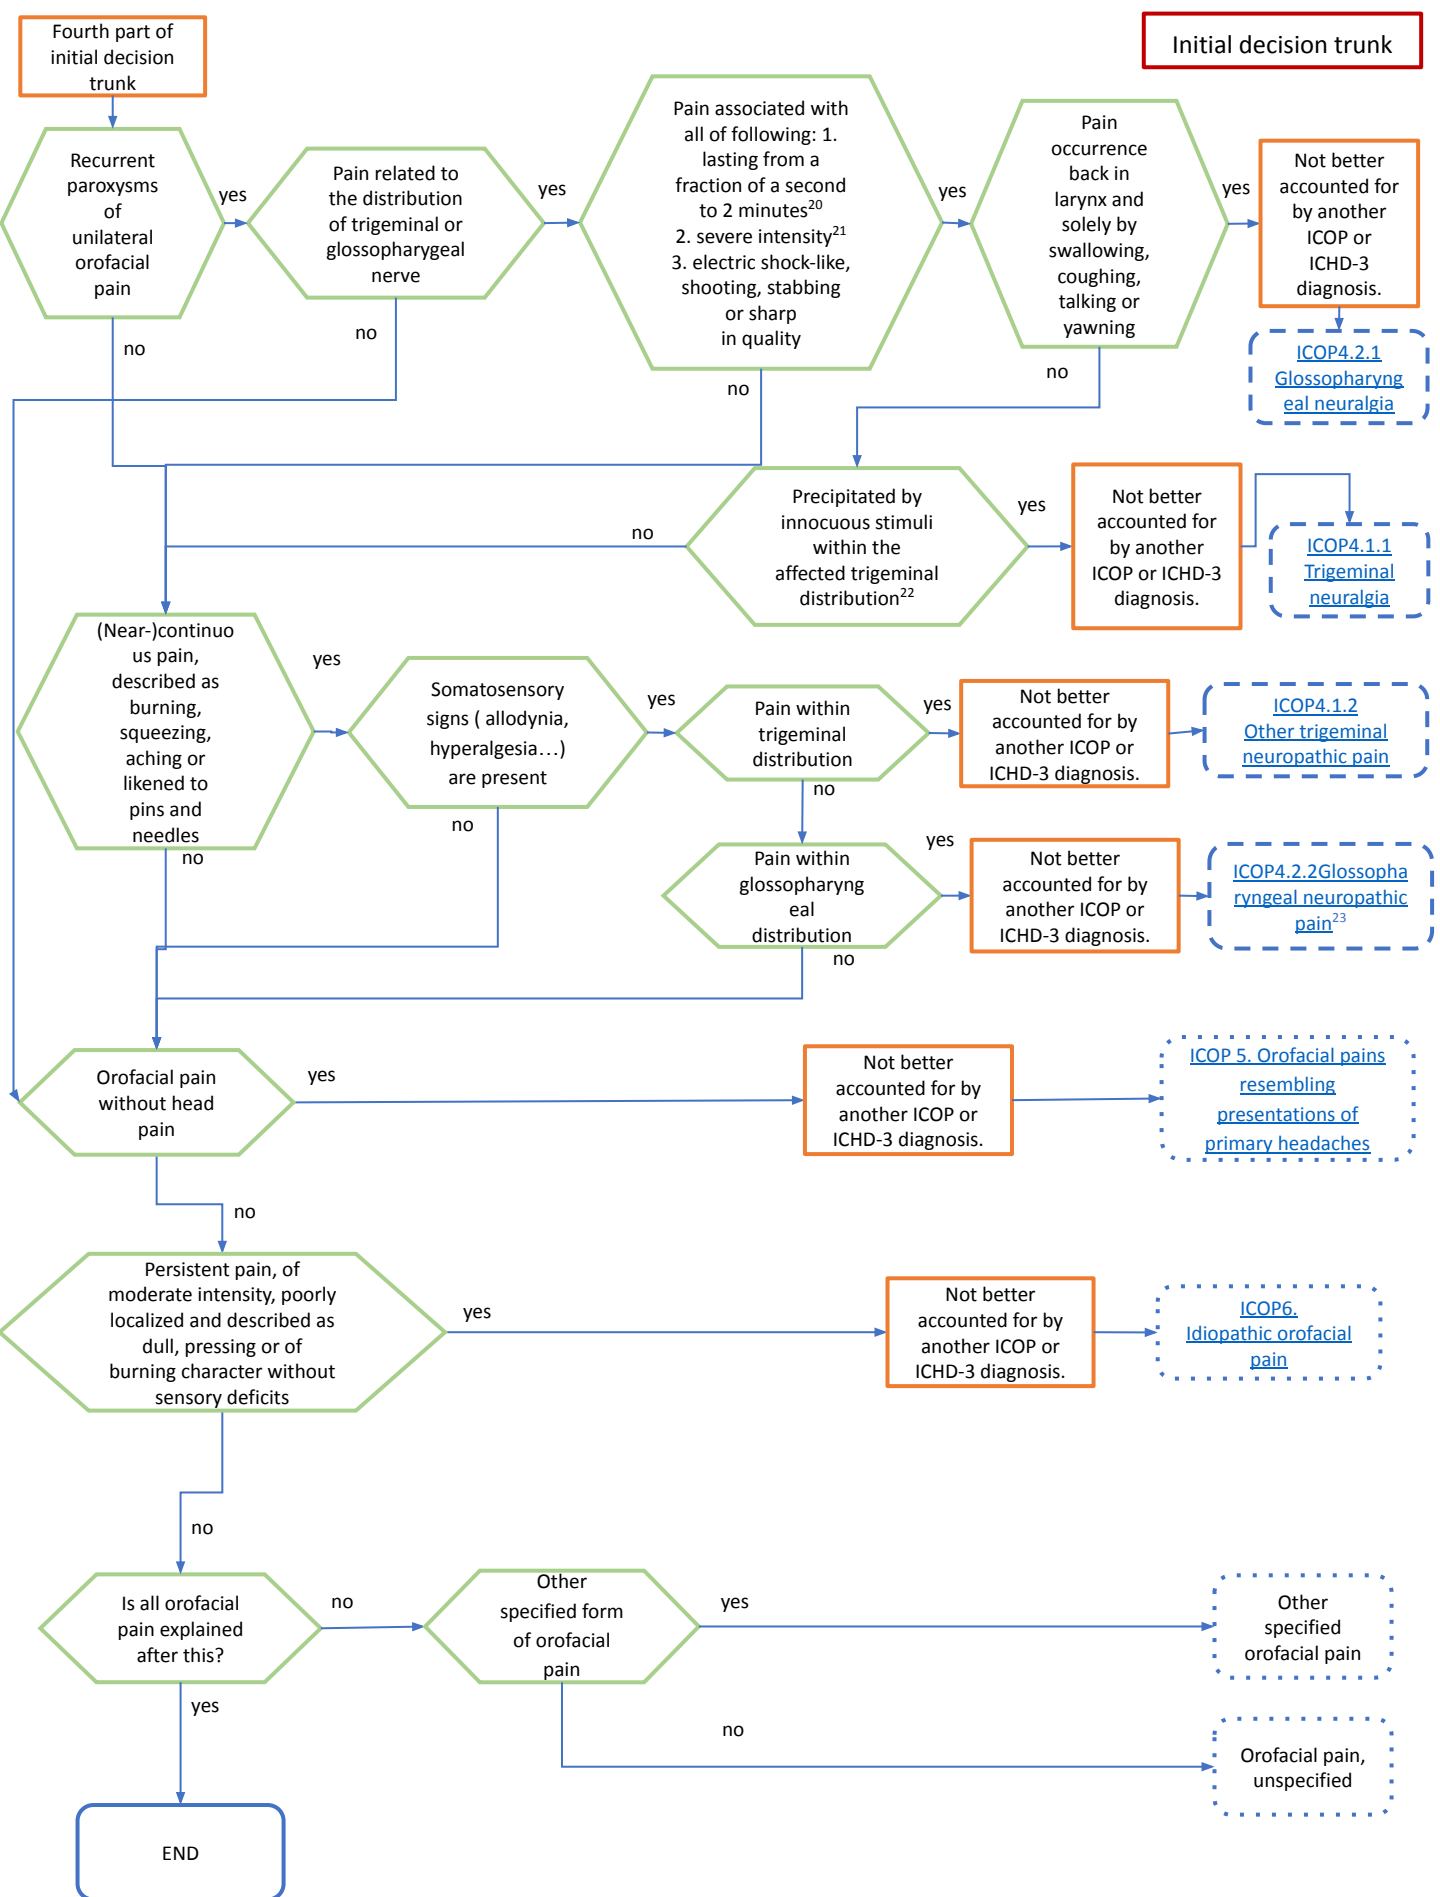 Fourth part of
initial decision
trunk
Initial decision trunk
Recurrent
paroxysms
of
unilateral
orofacial
pain
yes
no
Pain related to
the distribution
of trigeminal or
glossopharygeal
nerve
yes
no
Pain associated with
all of following: 1.
lasting from a
fraction of a second
to 2 minutes20
2. severe intensity21
3. electric shock-like,
shooting, stabbing
or sharp
in quality
yes
no
Pain
occurrence
back in
larynx and
solely by
swallowing,
coughing,
talking or
yawning
yes
no
Not better
accounted for
by another
ICOP or
ICHD-3
diagnosis.
ICOP4.2.1
Glossopharyng
eal neuralgia
Precipitated by
innocuous stimuli
within the
affected trigeminal
distribution22
no
yes
Not better
accounted for
by another
ICOP or ICHD-3
diagnosis.
ICOP4.1.1
Trigeminal
neuralgia
(Near-)continuo
us pain,
described as
burning,
squeezing,
aching or
likened to
pins and
needles
yes
no
Somatosensory
signs ( allodynia,
hyperalgesia…)
are present
yes
no
Pain within
trigeminal
distribution
yes
no
Not better
accounted for by
another ICOP or
ICHD-3 diagnosis.
ICOP4.1.2
Other trigeminal
neuropathic pain
Pain within
glossopharyng
eal
distribution
yes
no
Not better
accounted for by
another ICOP or
ICHD-3 diagnosis.
ICOP4.2.2Glossopha
ryngeal neuropathic
pain23
Orofacial pain
without head
pain
yes
no
Not better
accounted for by
another ICOP or
ICHD-3 diagnosis.
ICOP 5. Orofacial pains
resembling
presentations of
primary headaches
Persistent pain, of
moderate intensity, poorly
localized and described as
dull, pressing or of
burning character without
sensory deficits
yes
no
Not better
accounted for by
another ICOP or
ICHD-3 diagnosis.
ICOP6.
Idiopathic orofacial
pain
Is all orofacial
pain explained
after this?
no
yes
Other
specified form
of orofacial
pain
yes
no
Other
specified
orofacial pain
Orofacial pain,
unspecified
END